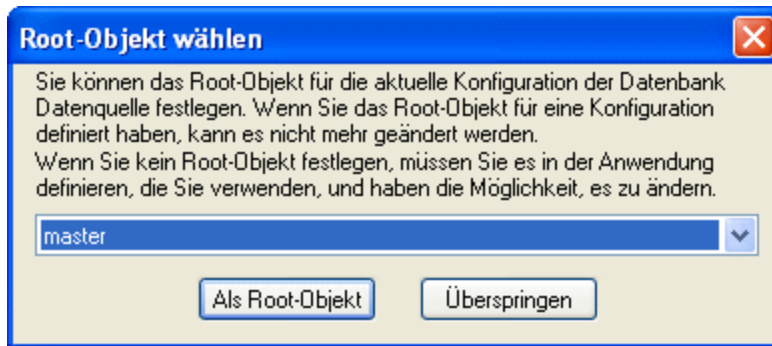 Root-Objekt wählen
Sie können das Root-Objekt für die aktuelle Konfiguration der Datenbank
Datenquelle festlegen. Wenn Sie das Root-Objekt für eine Konfiguration
definiert haben, kann es nicht mehr geändert werden.
Wenn Sie kein Root-Objekt festlegen, müssen Sie es in der Anwendung
definieren, die Sie verwenden, und haben die Möglichkeit, es zu ändern.
master
Als Root-Objekt Überspringen